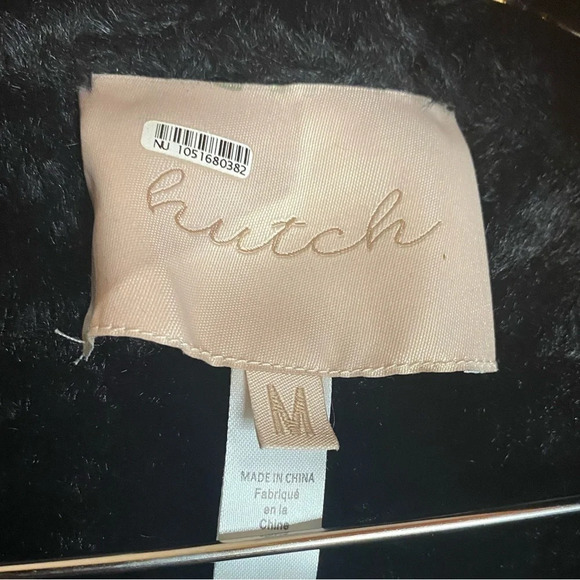 NU 1051680382
hutch
M
MADE IN CHINA
Fabriqué
en la
Chine